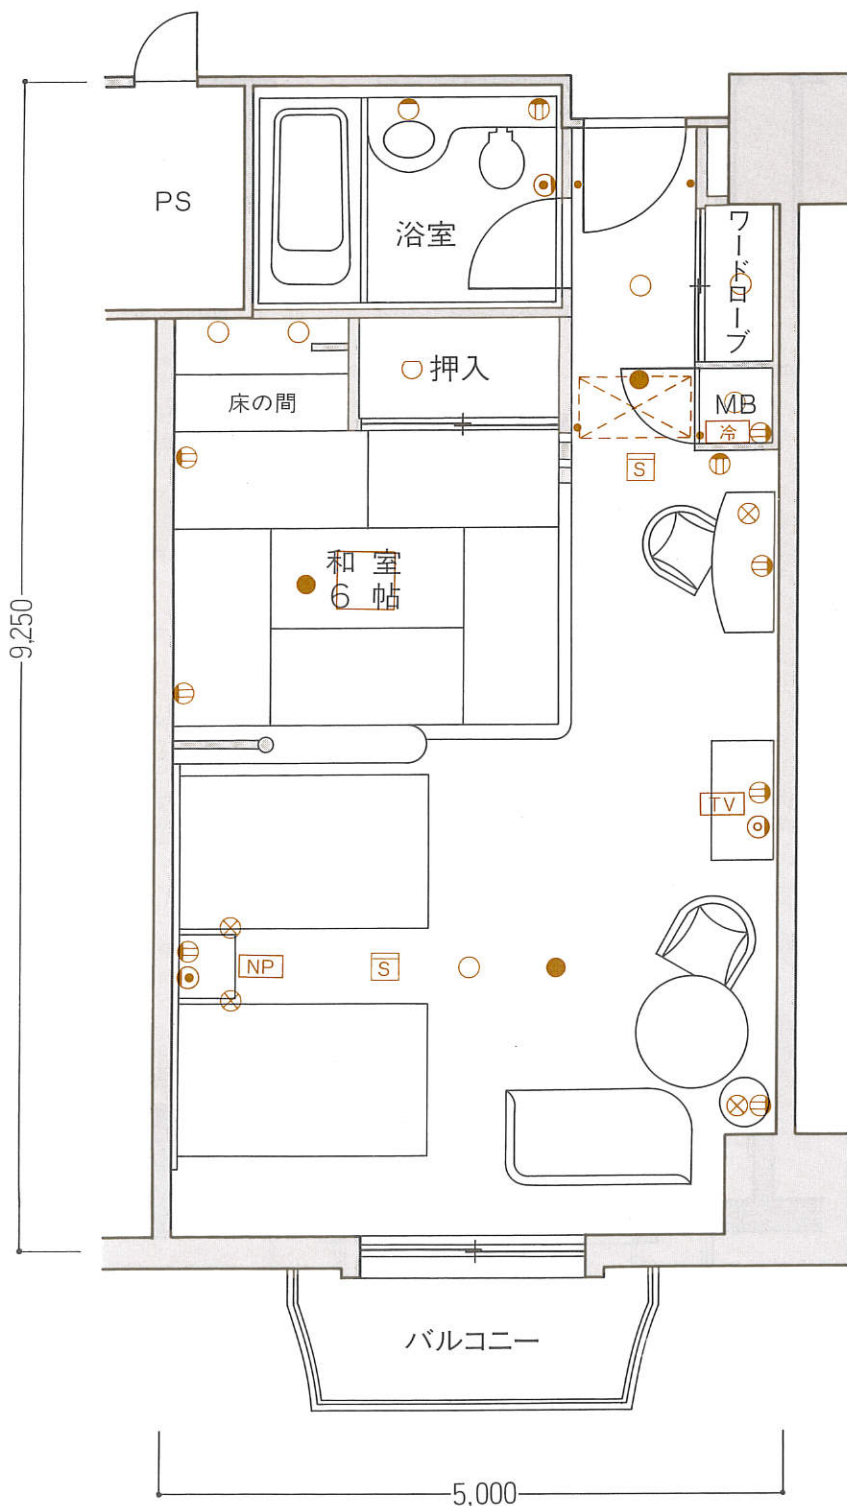 PS
浴室
ワードローブ
押入
床の間
MB
冷
S
和室
6帖
9,250
TV
NP
S
バルコニー
5,000